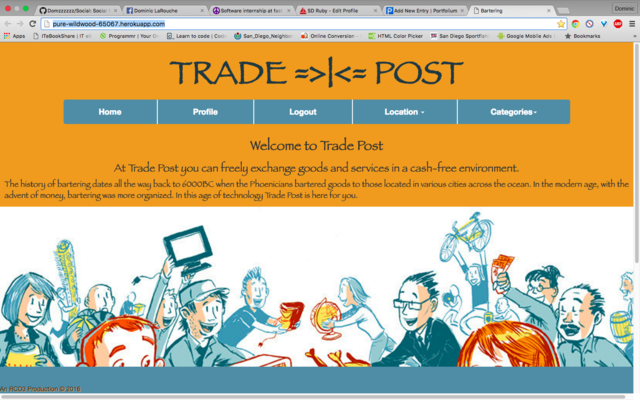 Domzzzzzz/Social: Social S
Dominic LaRouche
Software internship at fast
SD Ruby - Edit Profile
Add New Entry | Portfolium
Bartering
Dominic
pure-wildwood-65067.herokuapp.com
Apps
ITeBookShare | IT eB
Programmr | Your On
Learn to code | Code
San_Diego_Neighbor
Online Conversion -
HTML Color Picker
San Diego Sportfish
Google Mobile Ads
Bookmarks
TRADE =>|<= POST
Home
Profile
Logout
Location
Categories
Welcome to Trade Post
At Trade Post you can freely exchange goods and services in a cash-free environment.
The history of bartering dates all the way back to 6000BC when the Phoenicians bartered goods to those located in various cities across the ocean. In the modern age, with the
advent of money, bartering was more organized. In this age of technology Trade Post is here for you.
An RCD3 Production © 2016